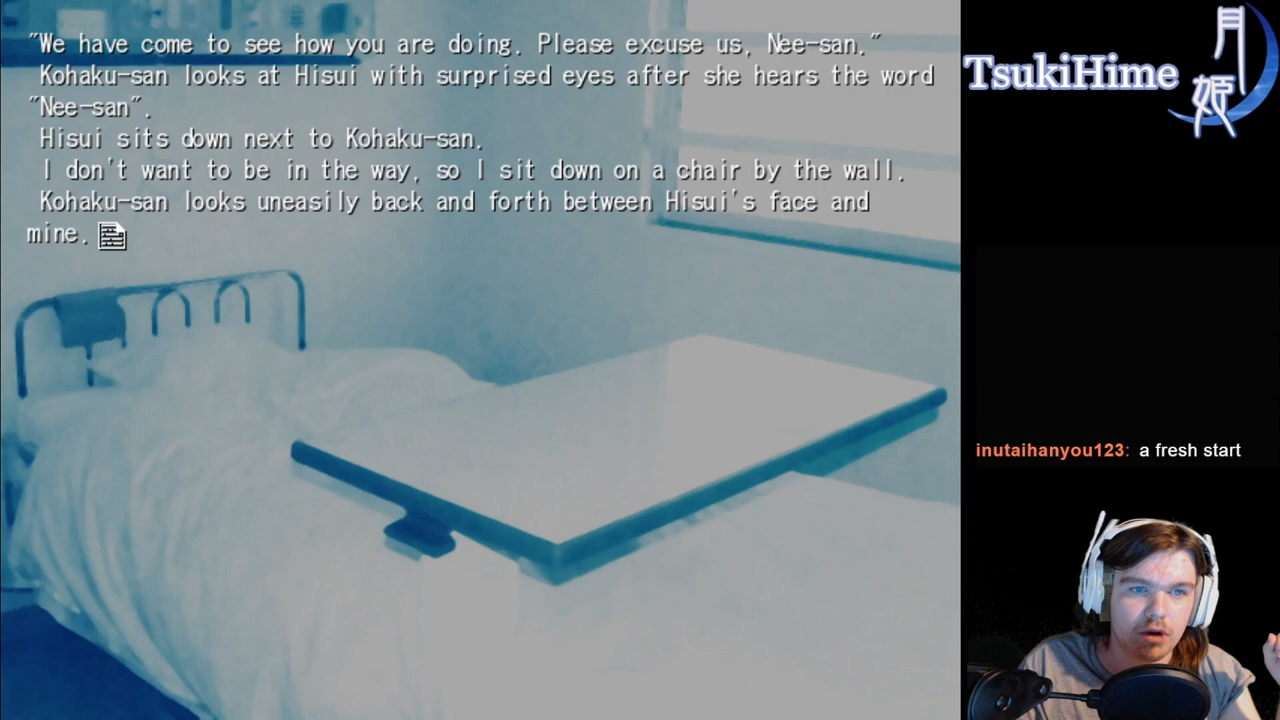 "We have come to see how you are doing. Please excuse us, Nee-san."
Kohaku-san looks at Hisui with surprised eyes after she hears the word
"Nee-san".
Hisui sits down next to Kohaku-san.
I don't want to be in the way, so I sit down on a chair by the wall.
Kohaku-san looks uneasily back and forth between Hisui's face and
mine.
TsukiHime
月姫
inutaihanyou123: a fresh start